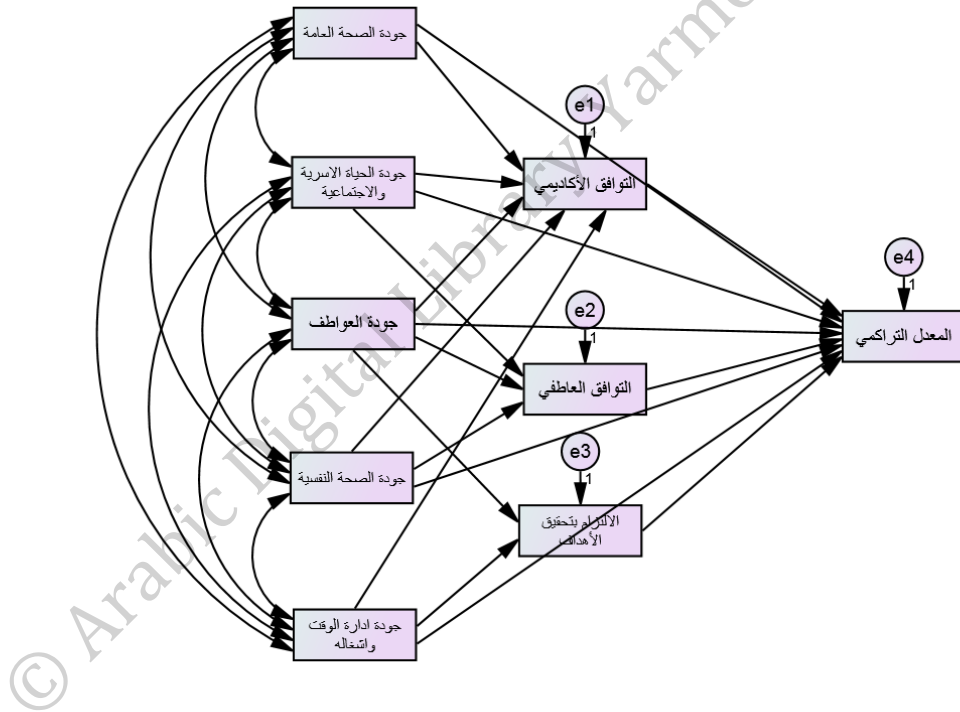 جودة الصحة العامة
e1
1
جودة الحياة الاسرية
والاجتماعية
التوافق الأكاديمي
e4
1
e2
1
جودة العواطف
المعدل التراكمي
التوافق العاطفي
e3
1
جودة الصحة النفسية
الالتزام بتحقيق
الأهداف
جودة ادارة الوقت
واشغاله
© Arabic Digital Library Yarm